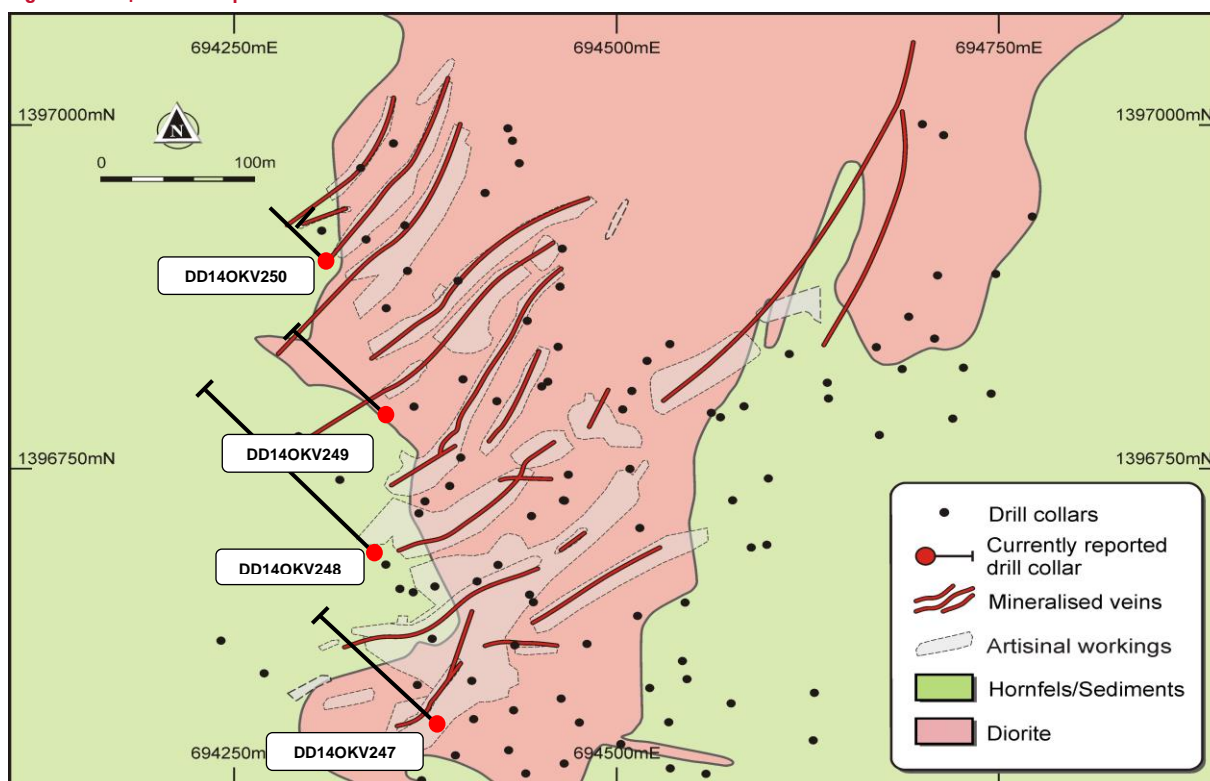 694250mE
694500mE
694750mE
1397000mN
1397000mN
N
0
100m
DD14OKV250
DD14OKV249
1396750mN
1396750mN
DD14OKV248
DD14OKV247
694250m
694500mE
Drill collars
Currently reported
drill collar
Mineralised veins
Artisinal workings
Hornfels/Sediments
Diorite